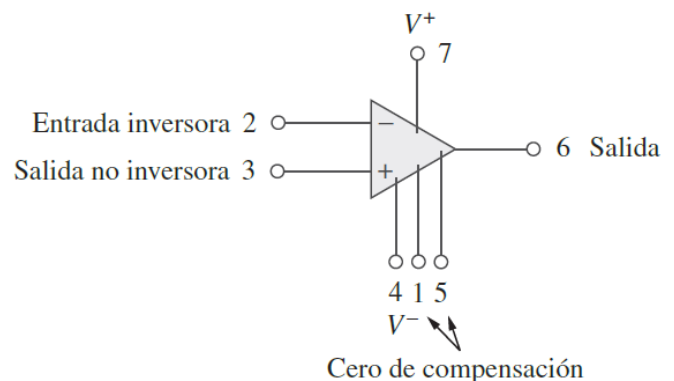 V+
7
Entrada inversora 2
−
6 Salida
Salida no inversora 3
+
4 1 5
V−
Cero de compensación